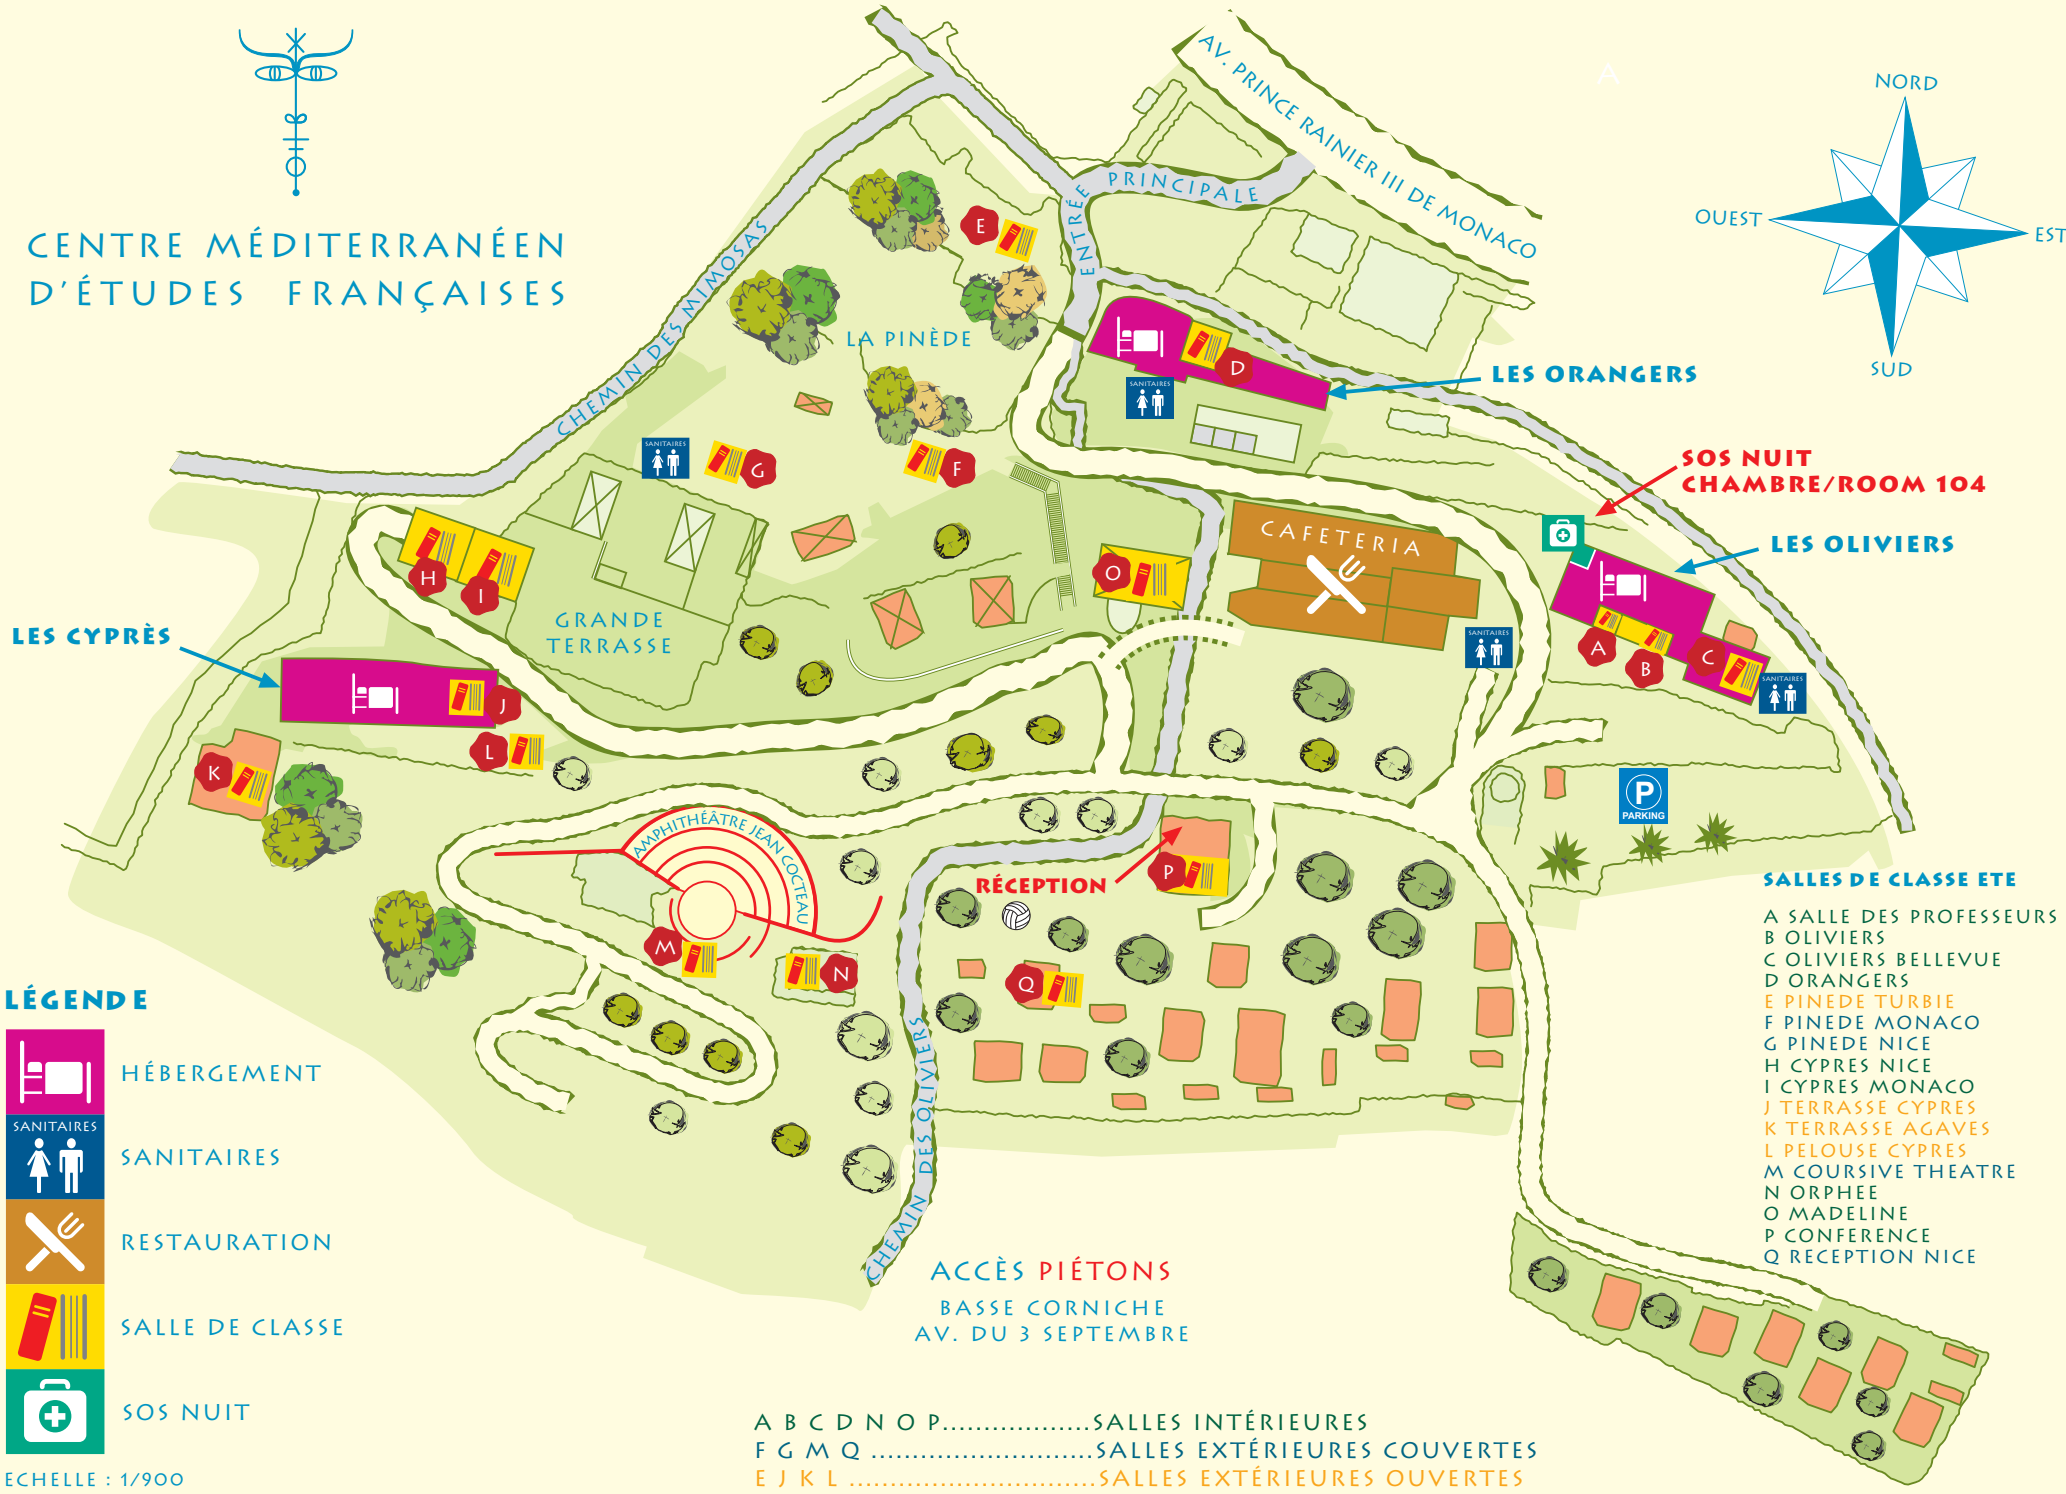 CENTRE MÉDITERRANÉEN
D'ÉTUDES FRANÇAISES
AV. PRINCE RAINIER III DE MONACO
A
NORD
OUEST
EST
SUD
ENTRÉE PRINCIPALE
CHEMIN DES MIMOSAS
E
LA PINÈDE
D
SANITAIRES
LES ORANGERS
SANITAIRES
G
F
SOS NUIT
CHAMBRE/ROOM 104
LES OLIVIERS
CAFETERIA
H
I
O
GRANDE
TERRASSE
LES CYPRÈS
SANITAIRES
A
B
C
SANITAIRES
J
L
K
P
PARKING
AMPHITHÉÂTRE JEAN COCTEAU
RÉCEPTION
P
M
N
Q
CHEMIN DES OLIVIERS
SALLES DE CLASSE ETE
A SALLE DES PROFESSEURS
B OLIVIERS
C OLIVIERS BELLEVUE
D ORANGERS
E PINEDE TURBIE
F PINEDE MONACO
G PINEDE NICE
H CYPRES NICE
I CYPRES MONACO
J TERRASSE CYPRES
K TERRASSE AGAVES
L PELOUSE CYPRES
M COURSIVE THEATRE
N ORPHEE
O MADELINE
P CONFERENCE
Q RECEPTION NICE
LÉGENDE
HÉBERGEMENT
SANITAIRES
SANITAIRES
RESTAURATION
SALLE DE CLASSE
SOS NUIT
ECHELLE : 1/900
ACCÈS PIÉTONS
BASSE CORNICHE
AV. DU 3 SEPTEMBRE
A B C D N O P..................SALLES INTÉRIEURES
F G M Q ...........................SALLES EXTÉRIEURES COUVERTES
E J K L ..............................SALLES EXTÉRIEURES OUVERTES